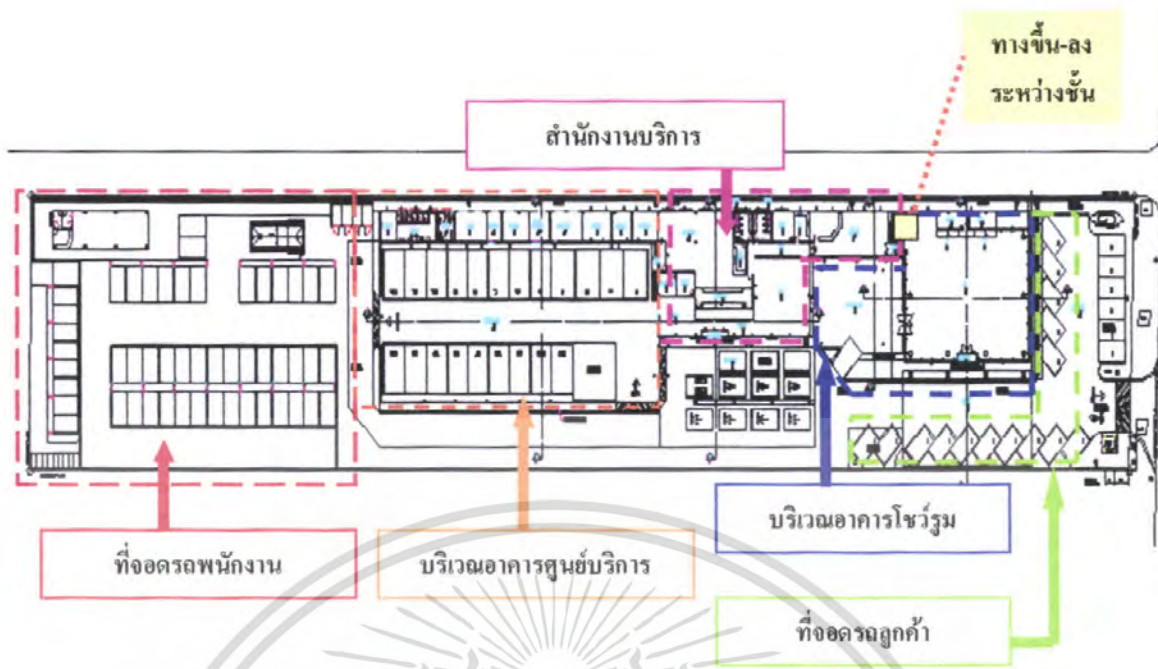 ทางขึ้น-ลง
ระหว่างชั้น
สำนักงานบริการ
บริเวณอาคารโชว์รูม
ที่จอดรถพนักงาน
บริเวณอาคารศูนย์บริการ
ที่จอดรถลูกค้า